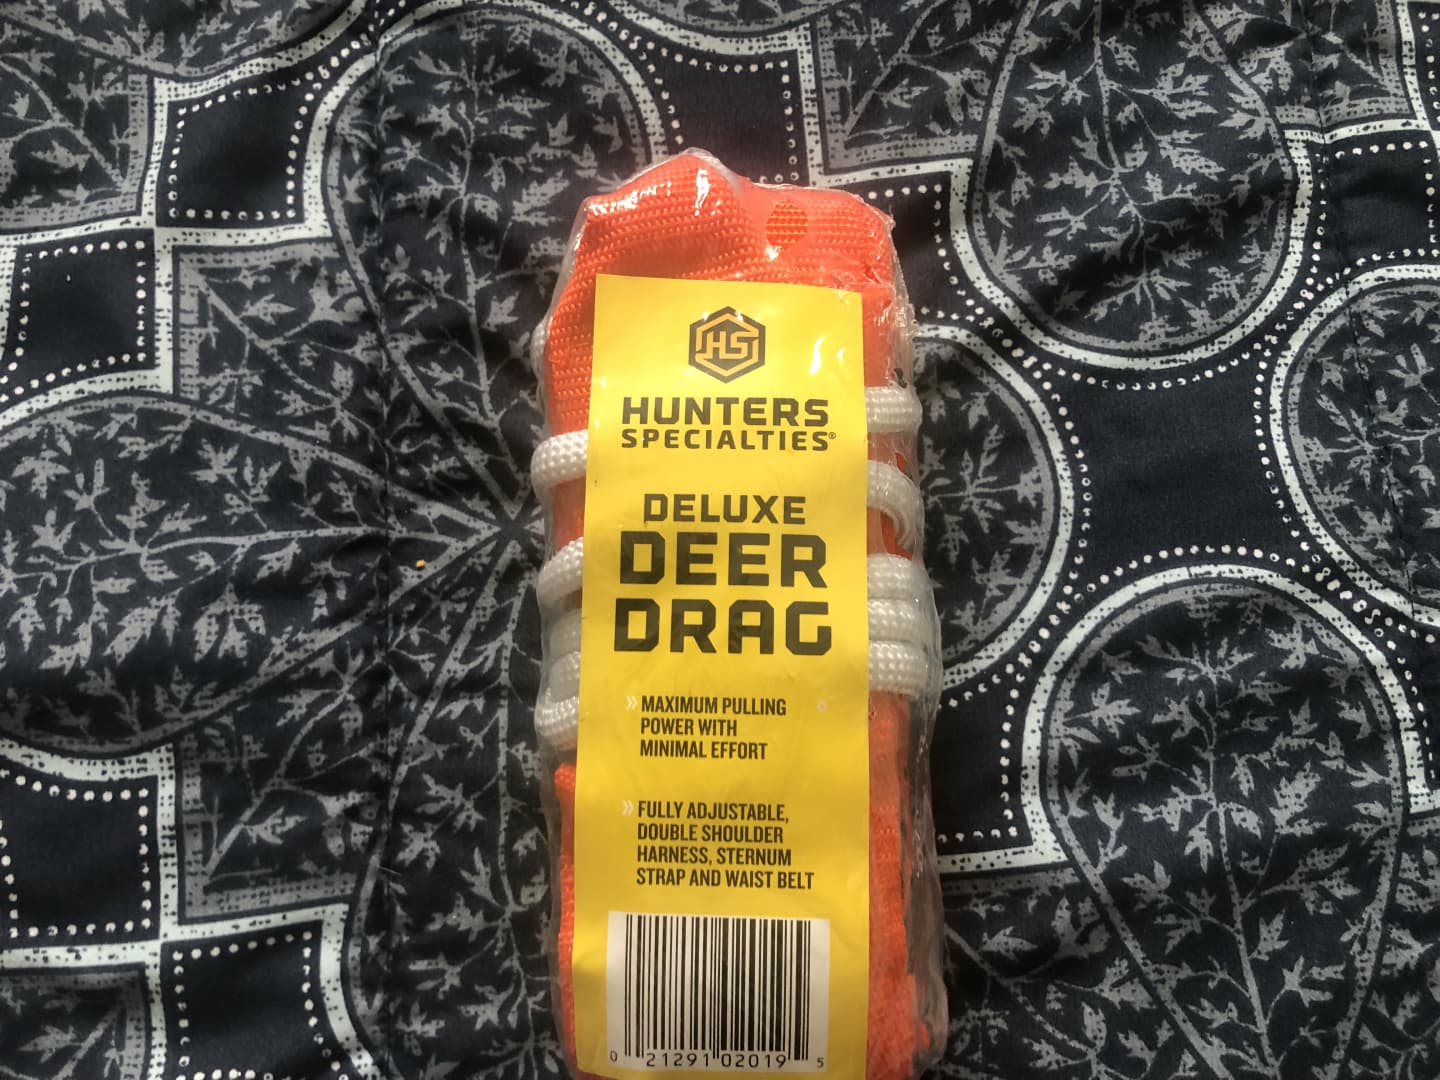 HS
HUNTERS
SPECIALTIES®
DELUXE
DEER
DRAG
» MAXIMUM PULLING
POWER WITH
MINIMAL EFFORT
» FULLY ADJUSTABLE,
DOUBLE SHOULDER
HARNESS, STERNUM
STRAP AND WAIST BELT
0 21291 02019 5